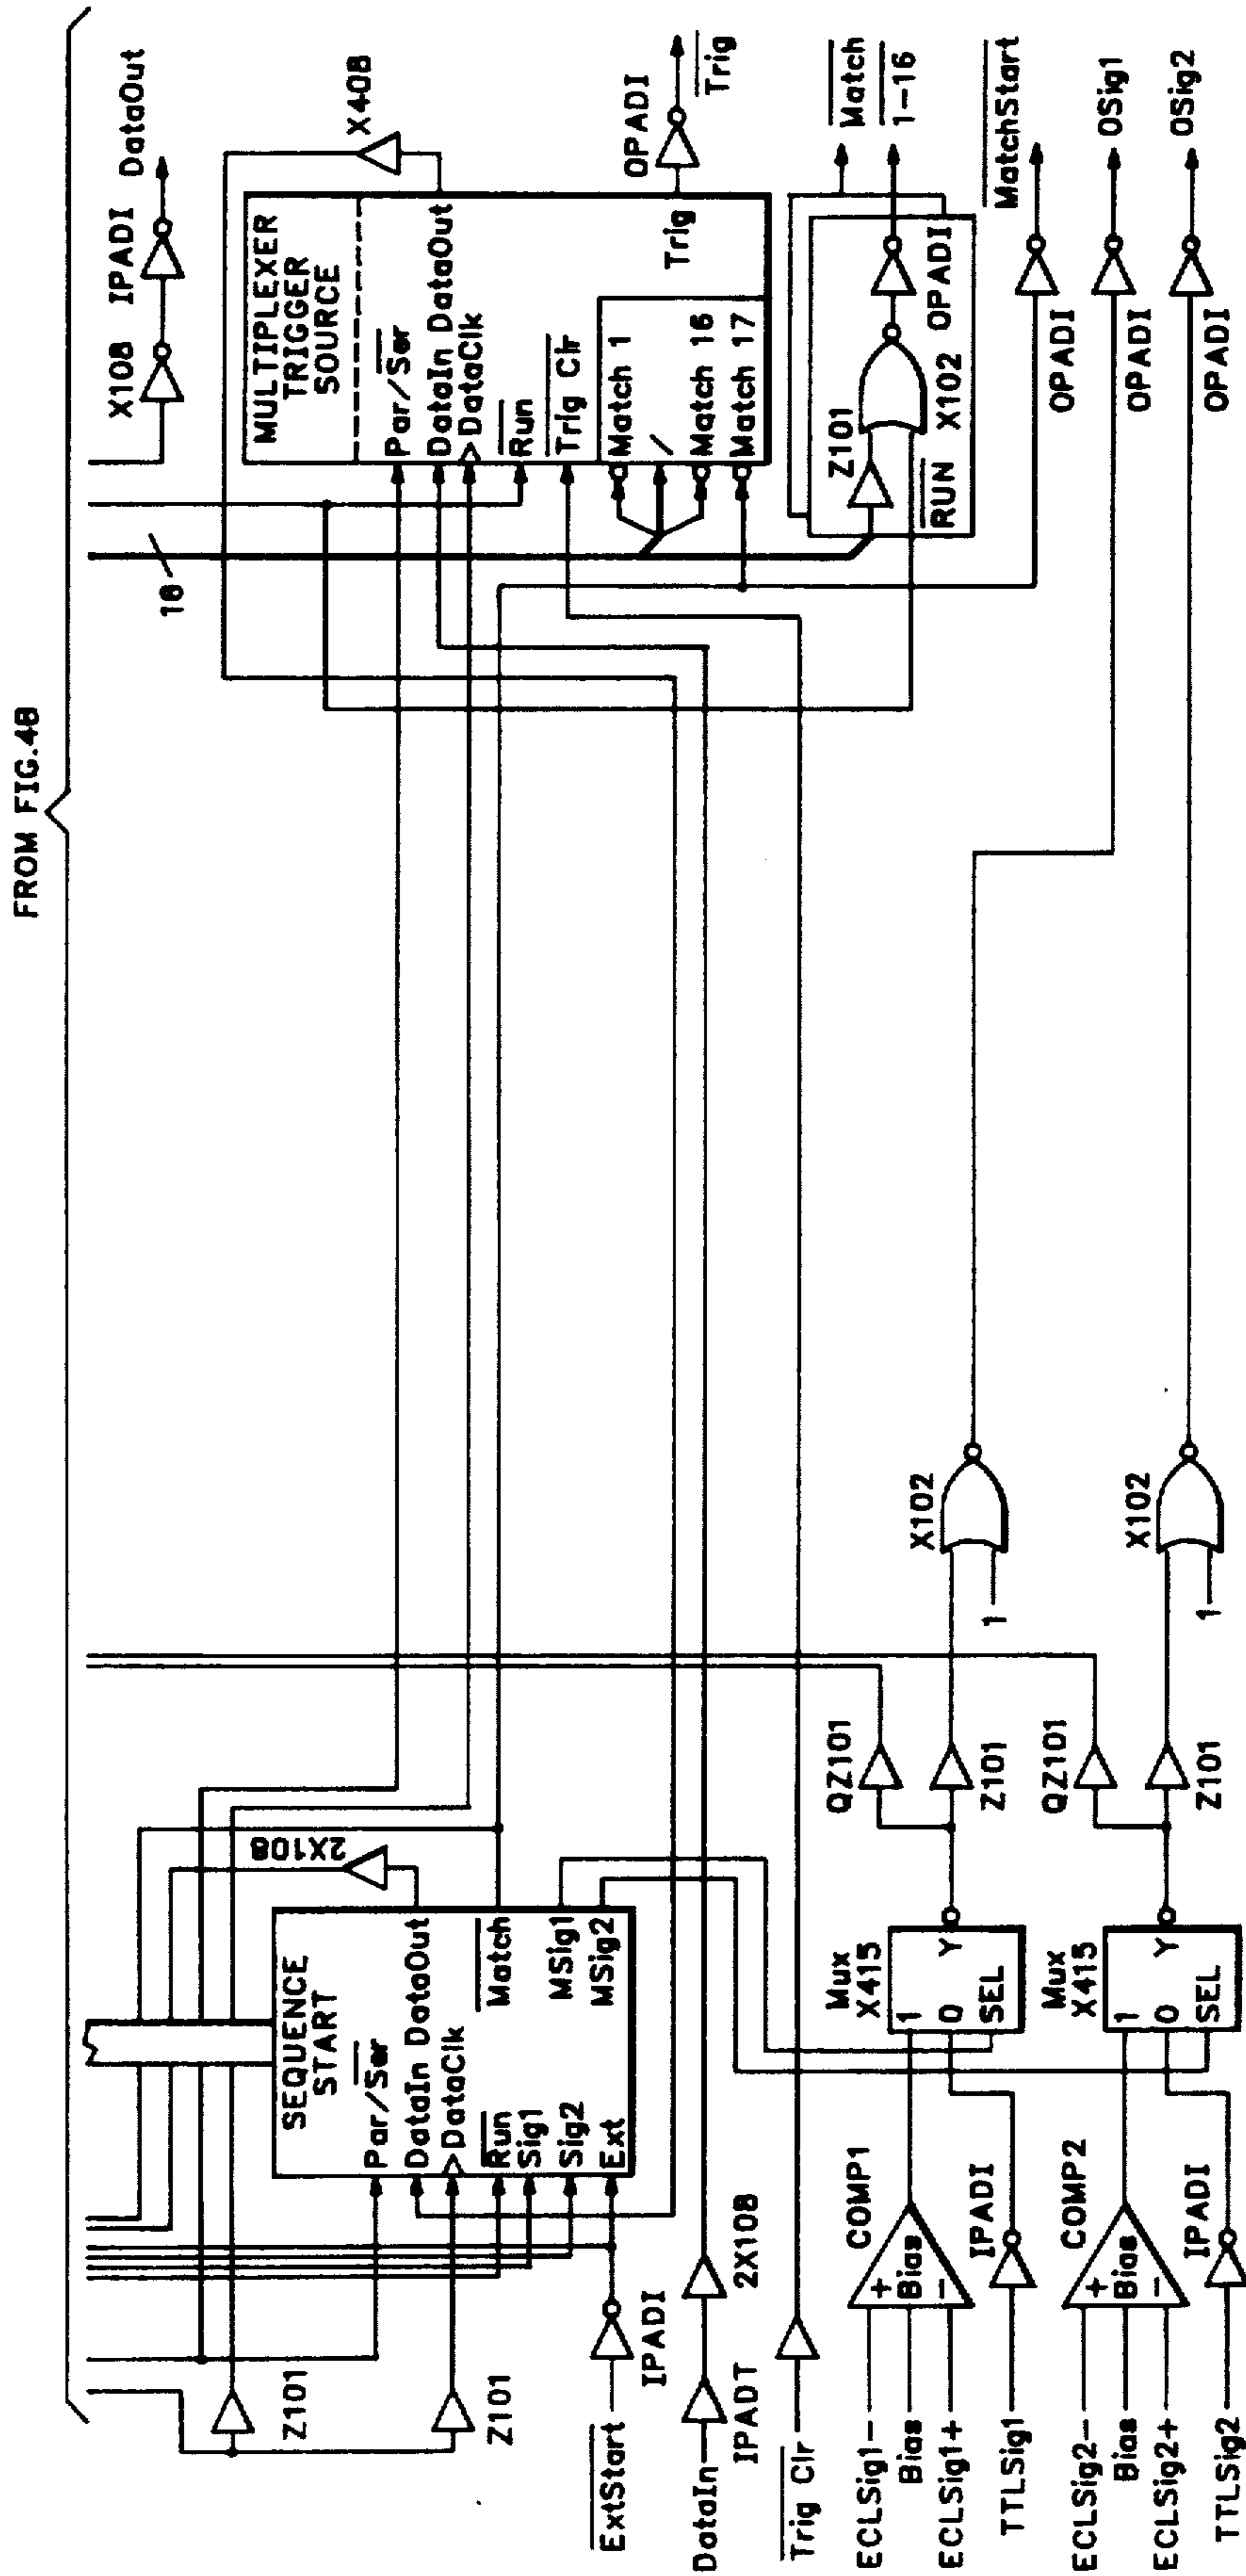 FROM FIG.4B
X108 IPADI DataOut
16
X408
MULTIPLEXER
TRIGGER
SOURCE
Par/Ser
DataIn DataOut
DataClk
Run
Trig Clr
Match 1
/
Match 16
Match 17
Trig
OPADI
Trig
Z101
RUN
X102 OPADI
Match
1-16
MatchStart
OPADI
OSig1
OPADI
OSig2
OPADI
2X108
SEQUENCE
START
Par/Ser
DataIn DataOut
DataClk
Match
Run
Sig1
Sig2
Ext
MSig1
MSig2
Z101
Z101
ExtStart
IPADI
DataIn
IPADT
2X108
Trig Clr
ECLSig1-
Bias
ECLSig1+
TTLSig1
+
Bias
-
COMP1
IPADI
Mux
X415
1
0
Y
SEL
QZ101
Z101
X102
1
ECLSig2-
Bias
ECLSig2+
TTLSig2
+
Bias
-
COMP2
IPADI
Mux
X415
1
0
Y
SEL
QZ101
Z101
X102
1